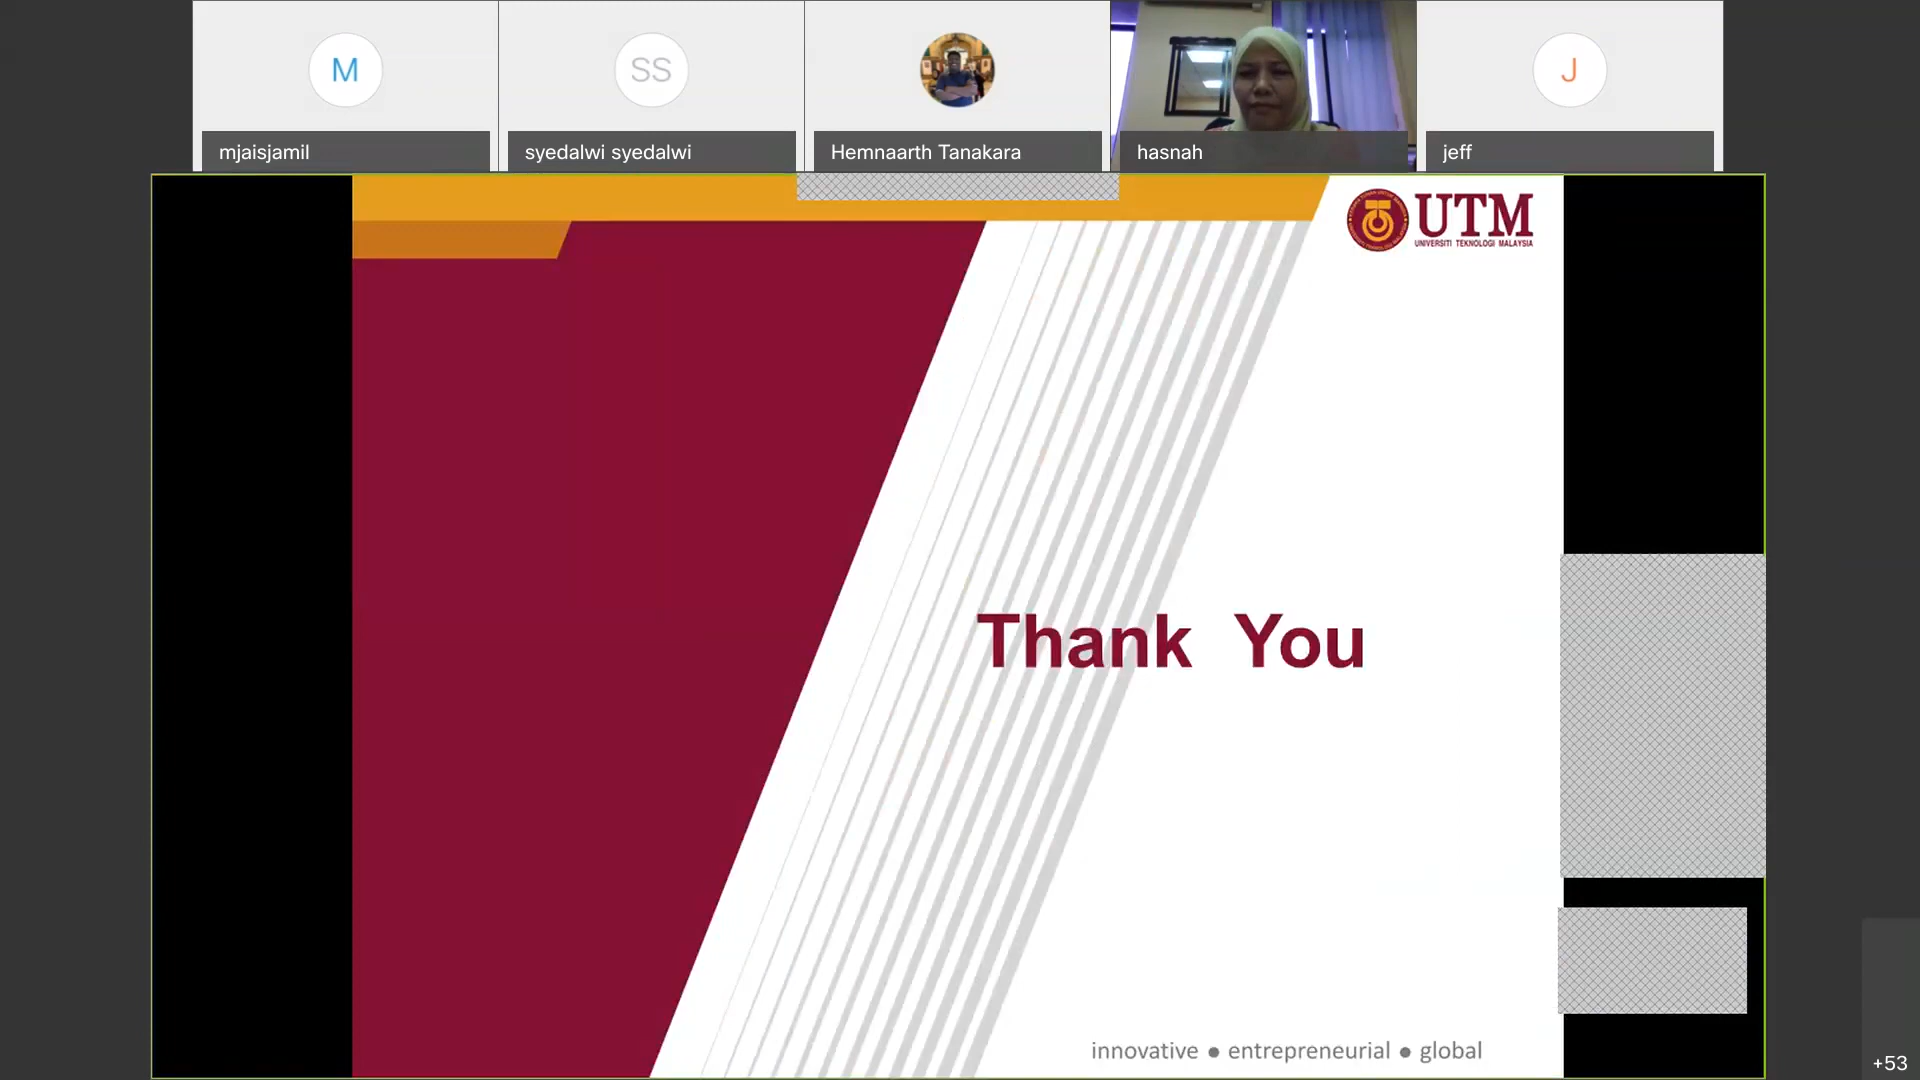 M
SS
J
mjaisjamil
syedalwi syedalwi
Hemnaarth Tanakara
hasnah
jeff
UTM
UNIVERSITI TEKNOLOGI MALAYSIA
Thank You
innovative ● entrepreneurial ● global
+53